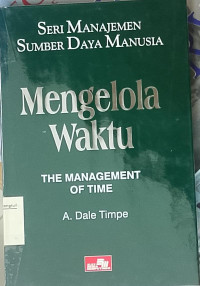 SERI MANAJEMEN
SUMBER DAYA MANUSIA
Mengelola
Waktu
THE MANAGEMENT
OF TIME
A. Dale Timpe